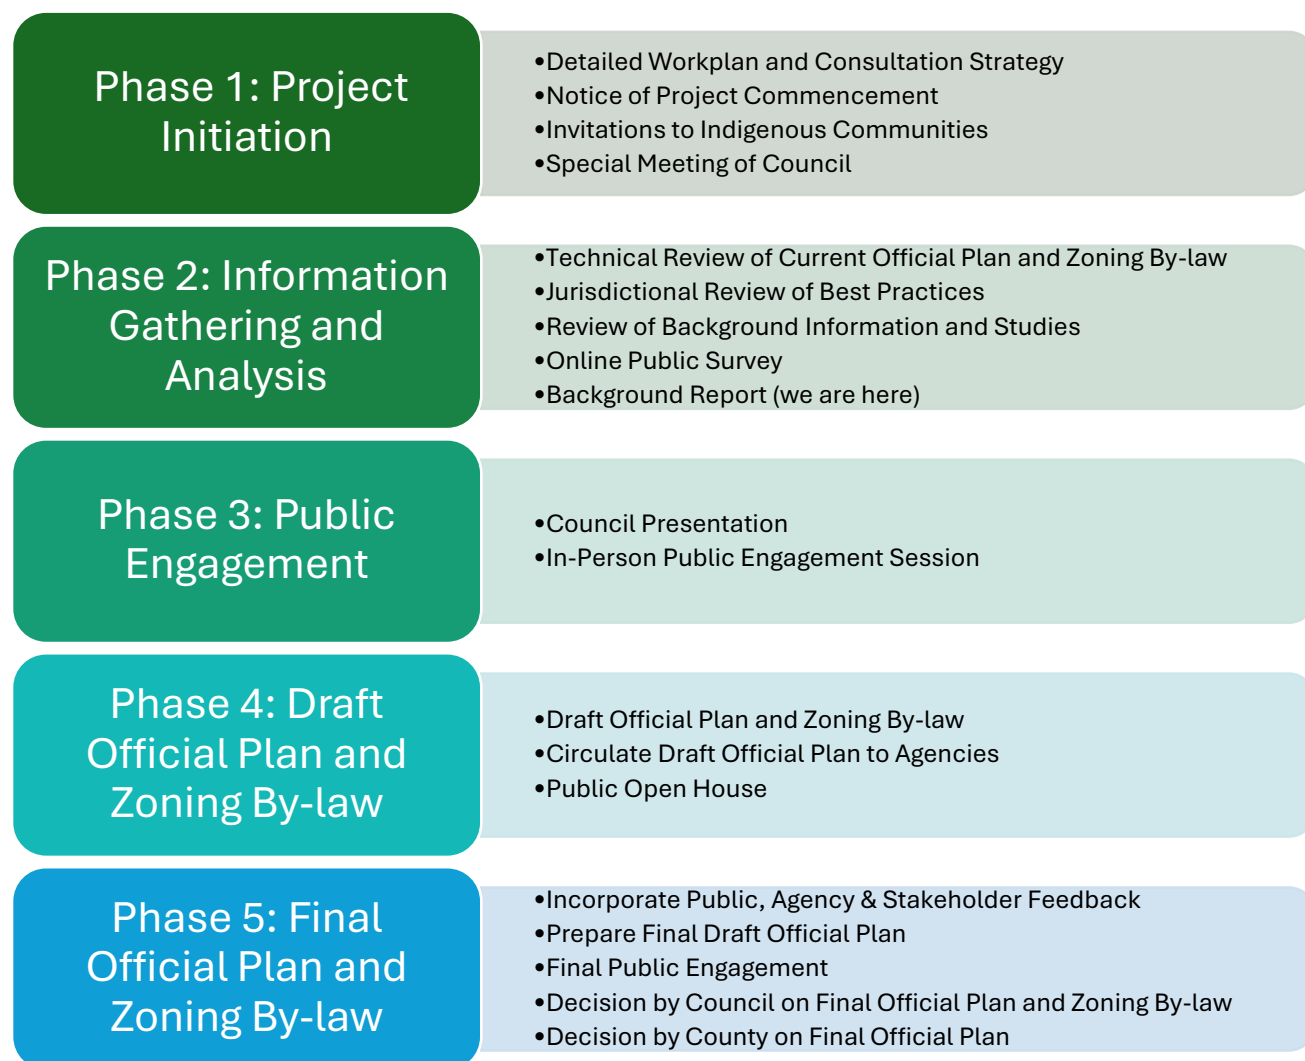 Phase 1: Project
Initiation
•Detailed Workplan and Consultation Strategy
•Notice of Project Commencement
•Invitations to Indigenous Communities
•Special Meeting of Council
Phase 2: Information
Gathering and
Analysis
•Technical Review of Current Official Plan and Zoning By-law
•Jurisdictional Review of Best Practices
•Review of Background Information and Studies
•Online Public Survey
•Background Report (we are here)
Phase 3: Public
Engagement
•Council Presentation
•In-Person Public Engagement Session
Phase 4: Draft
Official Plan and
Zoning By-law
•Draft Official Plan and Zoning By-law
•Circulate Draft Official Plan to Agencies
•Public Open House
Phase 5: Final
Official Plan and
Zoning By-law
•Incorporate Public, Agency & Stakeholder Feedback
•Prepare Final Draft Official Plan
•Final Public Engagement
•Decision by Council on Final Official Plan and Zoning By-law
•Decision by County on Final Official Plan